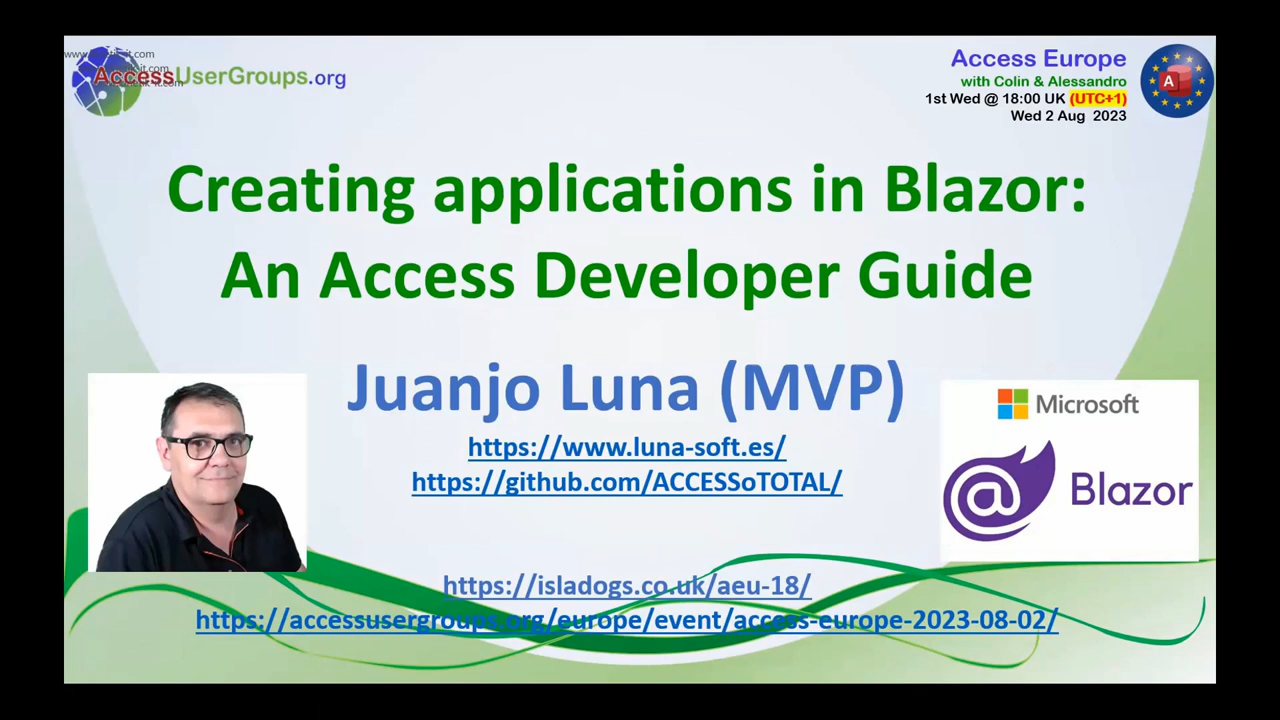 AccessUserGroups.org
Access Europe
with Colin & Alessandro
1st Wed @ 18:00 UK (UTC+1)
Wed 2 Aug 2023
A
Creating applications in Blazor:
An Access Developer Guide
Juanjo Luna (MVP)
https://www.luna-soft.es/
https://github.com/ACCESSoTOTAL/
Microsoft
Blazor
https://isladogs.co.uk/aeu-18/
https://accessusergroups.org/europe/event/access-europe-2023-08-02/